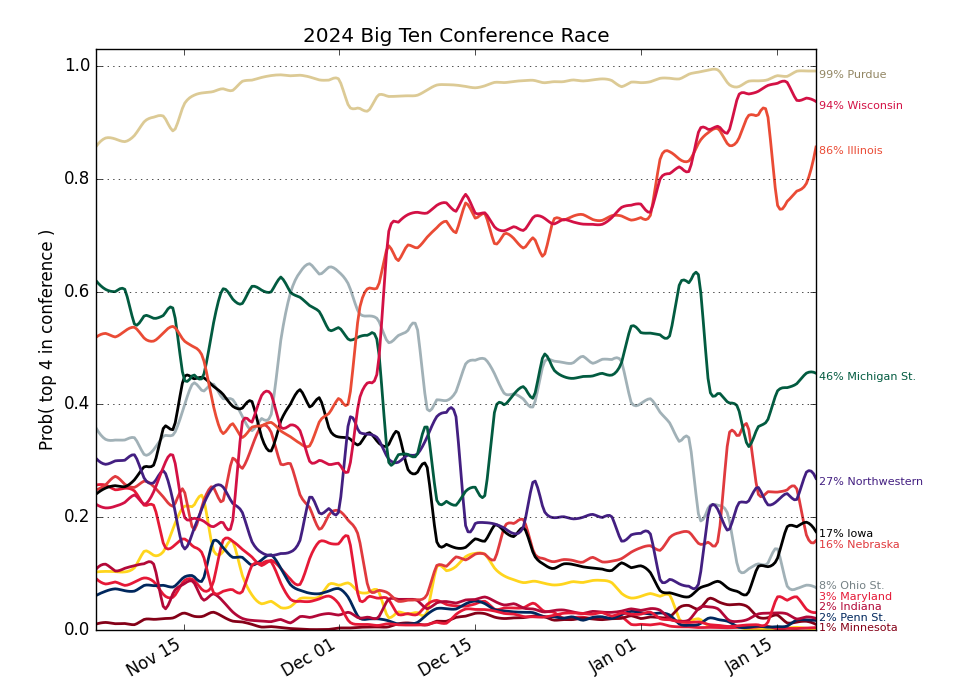 2024 Big Ten Conference Race
Prob( top 4 in conference )
1.0
0.8
0.6
0.4
0.2
0.0
Nov 15
Dec 01
Dec 15
Jan 01
Jan 15
99% Purdue
94% Wisconsin
86% Illinois
46% Michigan St.
27% Northwestern
17% Iowa
16% Nebraska
8% Ohio St.
3% Maryland
2% Indiana
2% Penn St.
1% Minnesota